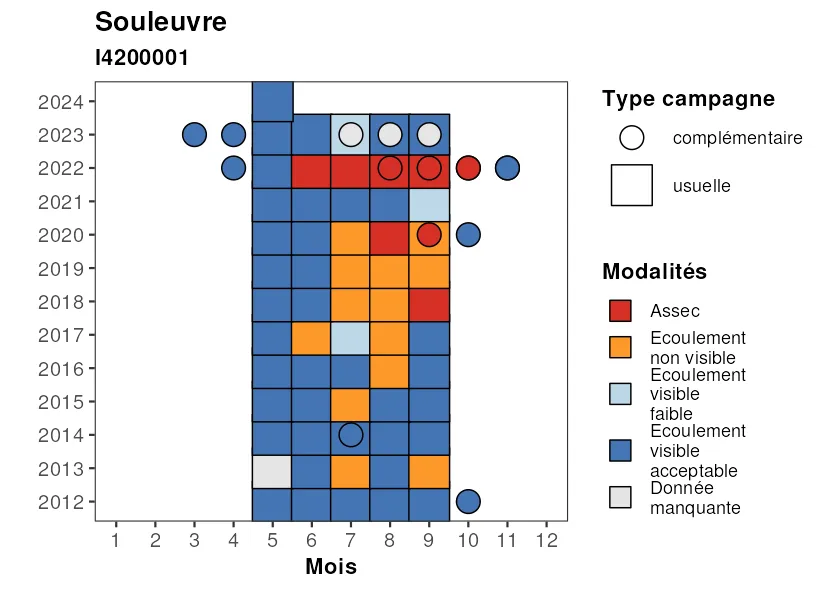 Souleuvre
I4200001
2024
2023
2022
2021
2020
2019
2018
2017
2016
2015
2014
2013
2012
1 2 3 4 5 6 7 8 9 10 11 12
Mois
Type campagne
complémentaire
usuelle
Modalités
Assec
Ecoulement
non visible
Ecoulement
visible
faible
Ecoulement
visible
acceptable
Donnée
manquante